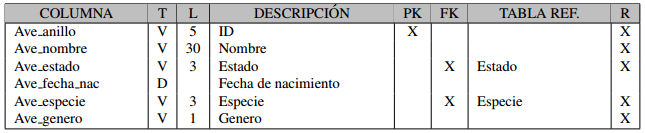 COLUMNA T L DESCRIPCIÓN PK FK TABLA REF. R
Ave_anillo V 5 ID X X
Ave_nombre V 30 Nombre X
Ave_estado V 3 Estado X Estado X
Ave_fecha_nac D Fecha de nacimiento
Ave_especie V 3 Especie X Especie X
Ave_genero V 1 Genero X